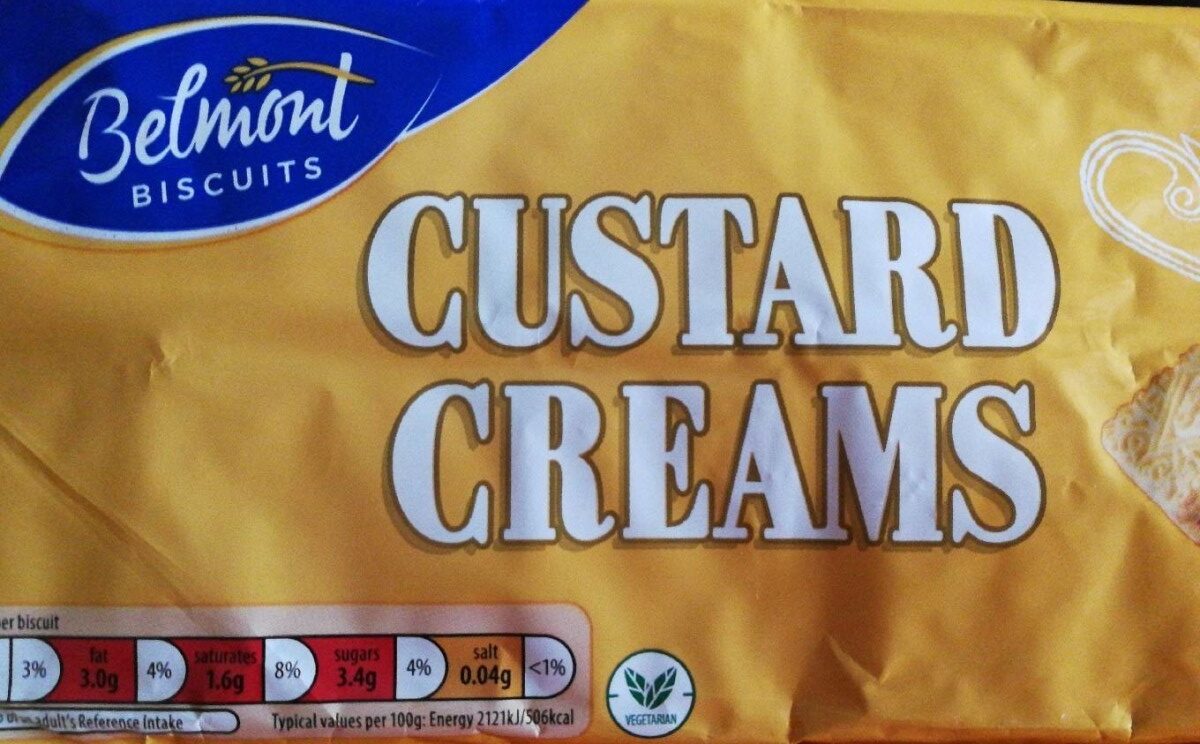 Belmont
BISCUITS
CUSTARD
CREAMS
er biscuit
3% fat 3.0g 4% saturates 1.6g 8% sugars 3.4g 4% salt 0.04g <1%
adult's Reference Intake
Typical values per 100g: Energy 2121kJ/506kcal
VEGETARIAN